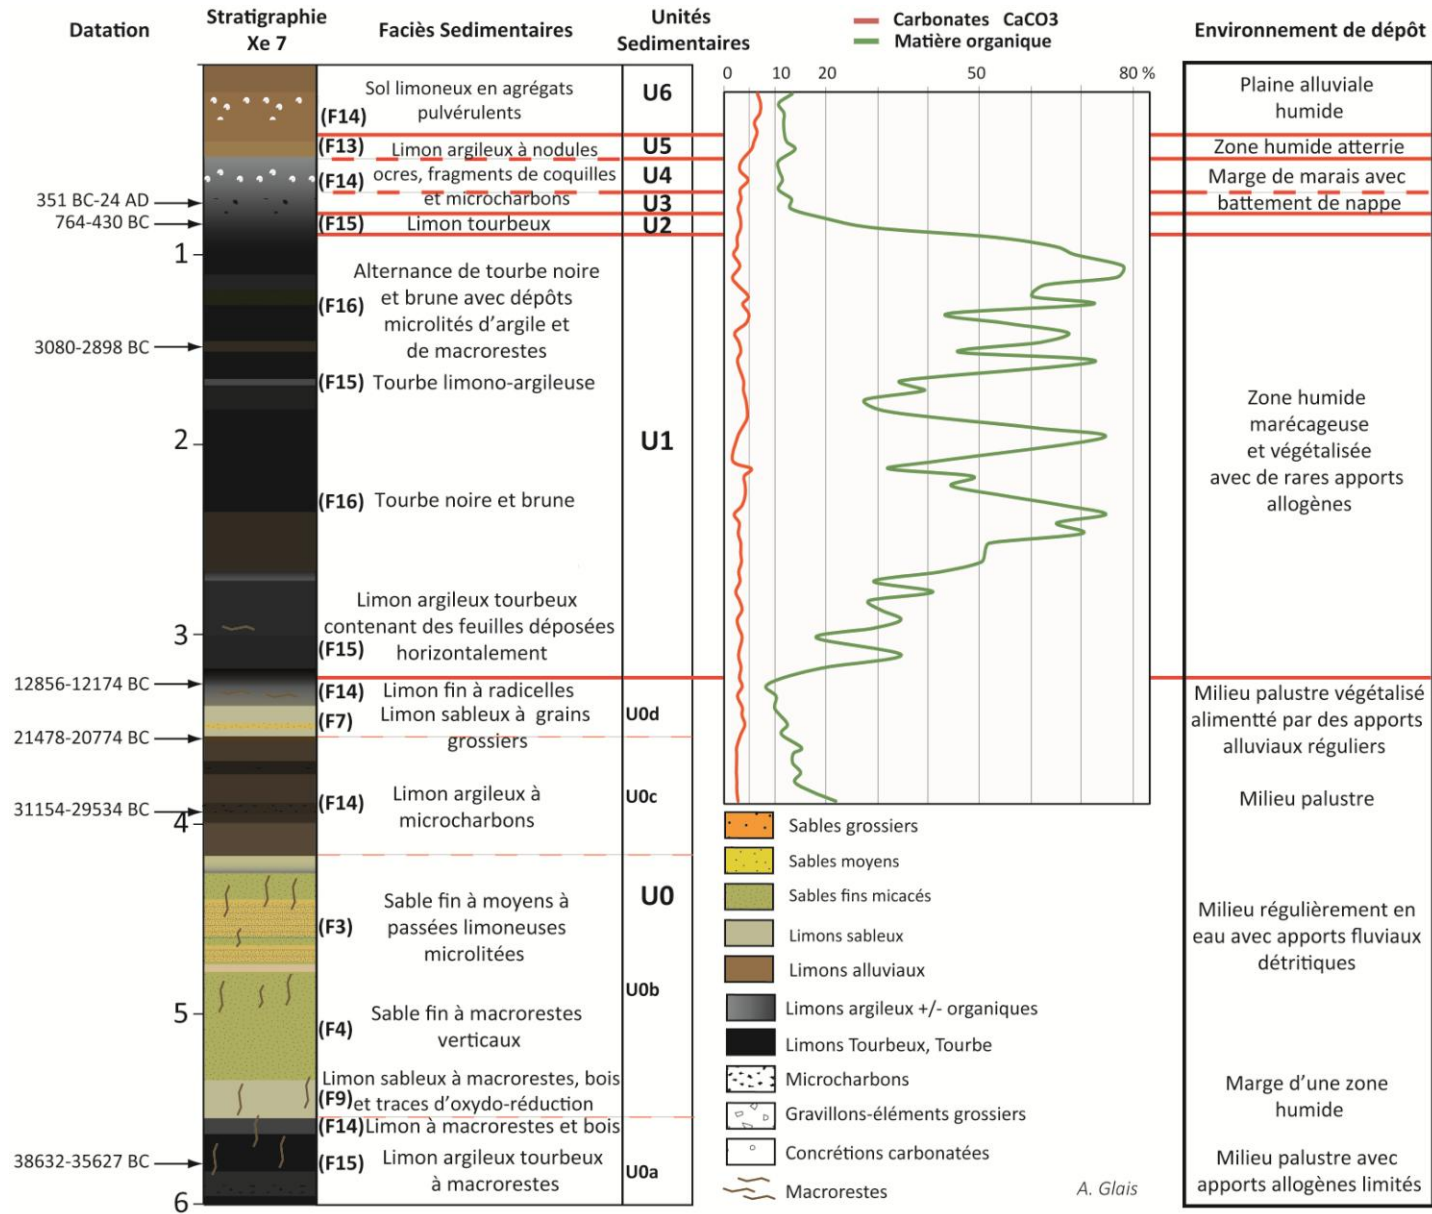 Datation
Stratigraphie
Xe 7
Faciès Sedimentaires
Unités
Sedimentaires
Carbonates CaCO3
Matière organique
Environnement de dépôt
0 10 20 50 80 %
351 BC-24 AD
764-430 BC
3080-2898 BC
12856-12174 BC
21478-20774 BC
31154-29534 BC
38632-35627 BC
1
2
3
4
5
6
Sol limoneux en agrégats
pulvérulents
(F14)
(F13)
Limon argileux à nodules
(F14)
ocres, fragments de coquilles
et microcharbons
(F15)
Limon tourbeux
Alternance de tourbe noire
(F16)
et brune avec dépôts
microlités d’argile et
de macrorestes
(F15) Tourbe limono-argileuse
(F16) Tourbe noire et brune
Limon argileux tourbeux
contenant des feuilles déposées
(F15)
horizontalement
(F14) Limon fin à radicelles
(F7) Limon sableux à grains
grossiers
(F14)
Limon argileux à
microcharbons
Sable fin à moyens à
(F3)
passées limoneuses
microlitées
(F4)
Sable fin à macrorestes
verticaux
Limon sableux à macrorestes, bois
(F9) et traces d’oxydo-réduction
(F14) Limon à macrorestes et bois
(F15) Limon argileux tourbeux
à macrorestes
U6
U5
U4
U3
U2
U1
U0d
U0c
U0
U0b
U0a
Plaine alluviale
humide
Zone humide atterrie
Marge de marais avec
battement de nappe
Zone humide
marécageuse
et végétalisée
avec de rares apports
allogènes
Milieu palustre végétalisé
alimentté par des apports
alluviaux réguliers
Milieu palustre
Milieu régulièrement en
eau avec apports fluviaux
détritiques
Marge d’une zone
humide
Milieu palustre avec
apports allogènes limités
Sables grossiers
Sables moyens
Sables fins micacés
Limons sableux
Limons alluviaux
Limons argileux +/- organiques
Limons Tourbeux, Tourbe
Microcharbons
Gravillons-éléments grossiers
Concrétions carbonatées
Macrorestes
A. Glais